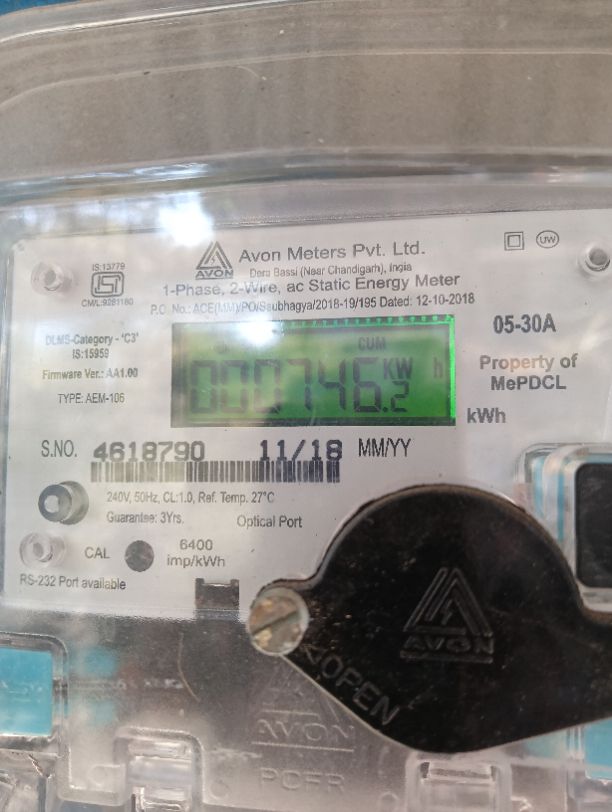 AVON
Avon Meters Pvt. Ltd.
Dera Bassi (Near Chandigarh), India
1-Phase, 2-Wire, ac Static Energy Meter
P.O. No.: ACE(MM)/PO/Saubhagya/2018-19/195 Dated: 12-10-2018
UW
IS:13779
ISI
CM/L:9281180
DLMS-Category - 'C3'
IS:15959
Firmware Ver.: AA1.00
TYPE: AEM-106
CUM
000746.2 KW h
kWh
05-30A
Property of
MePDCL
S.NO. 4618790 11/18 MM/YY
240V, 50Hz, CL:1.0, Ref. Temp. 27°C
Guarantee: 3Yrs.
Optical Port
CAL
6400
imp/kWh
RS-232 Port available
AVON
OPEN
AVON